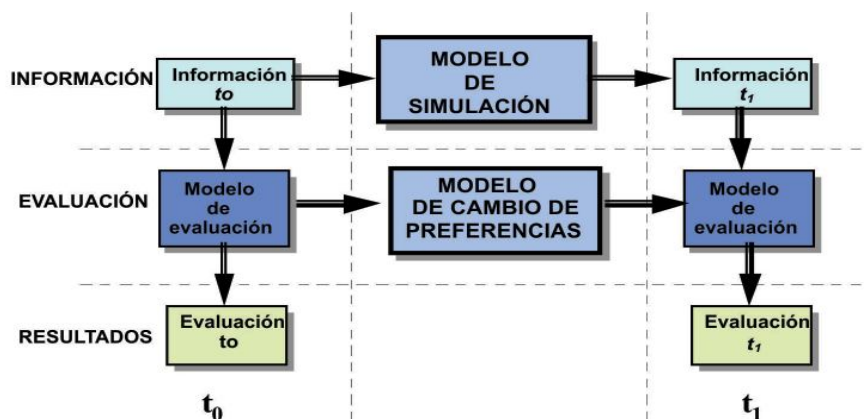 INFORMACIÓN
Información
to
MODELO
DE
SIMULACIÓN
Información
t1
EVALUACIÓN
Modelo
de
evaluación
MODELO
DE CAMBIO DE
PREFERENCIAS
Modelo
de
evaluación
RESULTADOS
Evaluación
to
Evaluación
t1
t0
t1